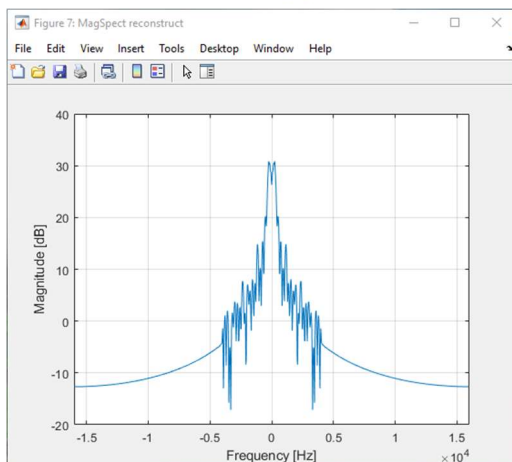 Figure 7: MagSpect reconstruct
File Edit View Insert Tools Desktop Window Help
40
30
20
10
0
-10
-20
Magnitude [dB]
-1.5 -1 -0.5 0 0.5 1 1.5
Frequency [Hz]
× 10⁴